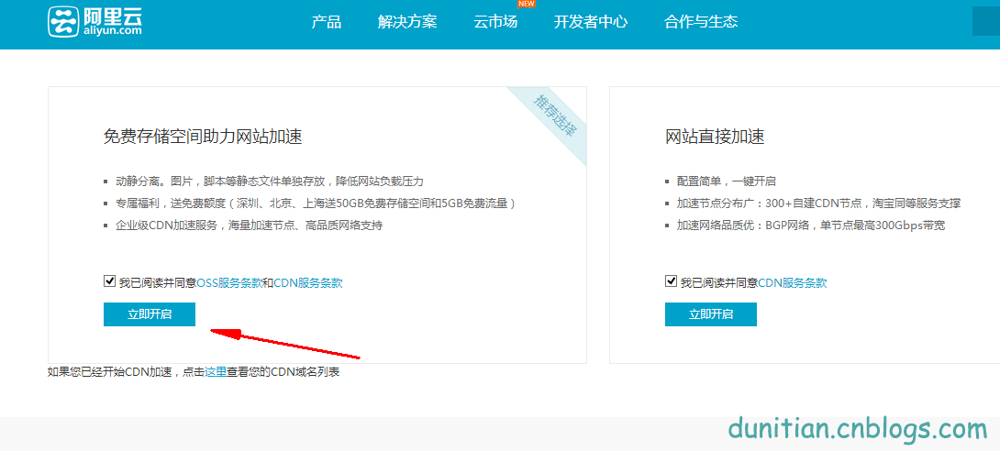 阿里云
aliyun.com
产品 解决方案 云市场 NEW 开发者中心 合作与生态
推荐选择
免费存储空间助力网站加速
动静分离。图片，脚本等静态文件单独存放，降低网站负载压力
专属福利，送免费额度（深圳、北京、上海送50GB免费存储空间和5GB免费流量）
企业级CDN加速服务，海量加速节点、高品质网络支持
我已阅读并同意OSS服务条款和CDN服务条款
立即开启
网站直接加速
配置简单，一键开启
加速节点分布广：300+自建CDN节点，淘宝同等服务支撑
加速网络品质优：BGP网络，单节点最高300Gbps带宽
我已阅读并同意CDN服务条款
立即开启
如果您已经开始CDN加速，点击这里查看您的CDN域名列表
dunitian.cnblogs.com